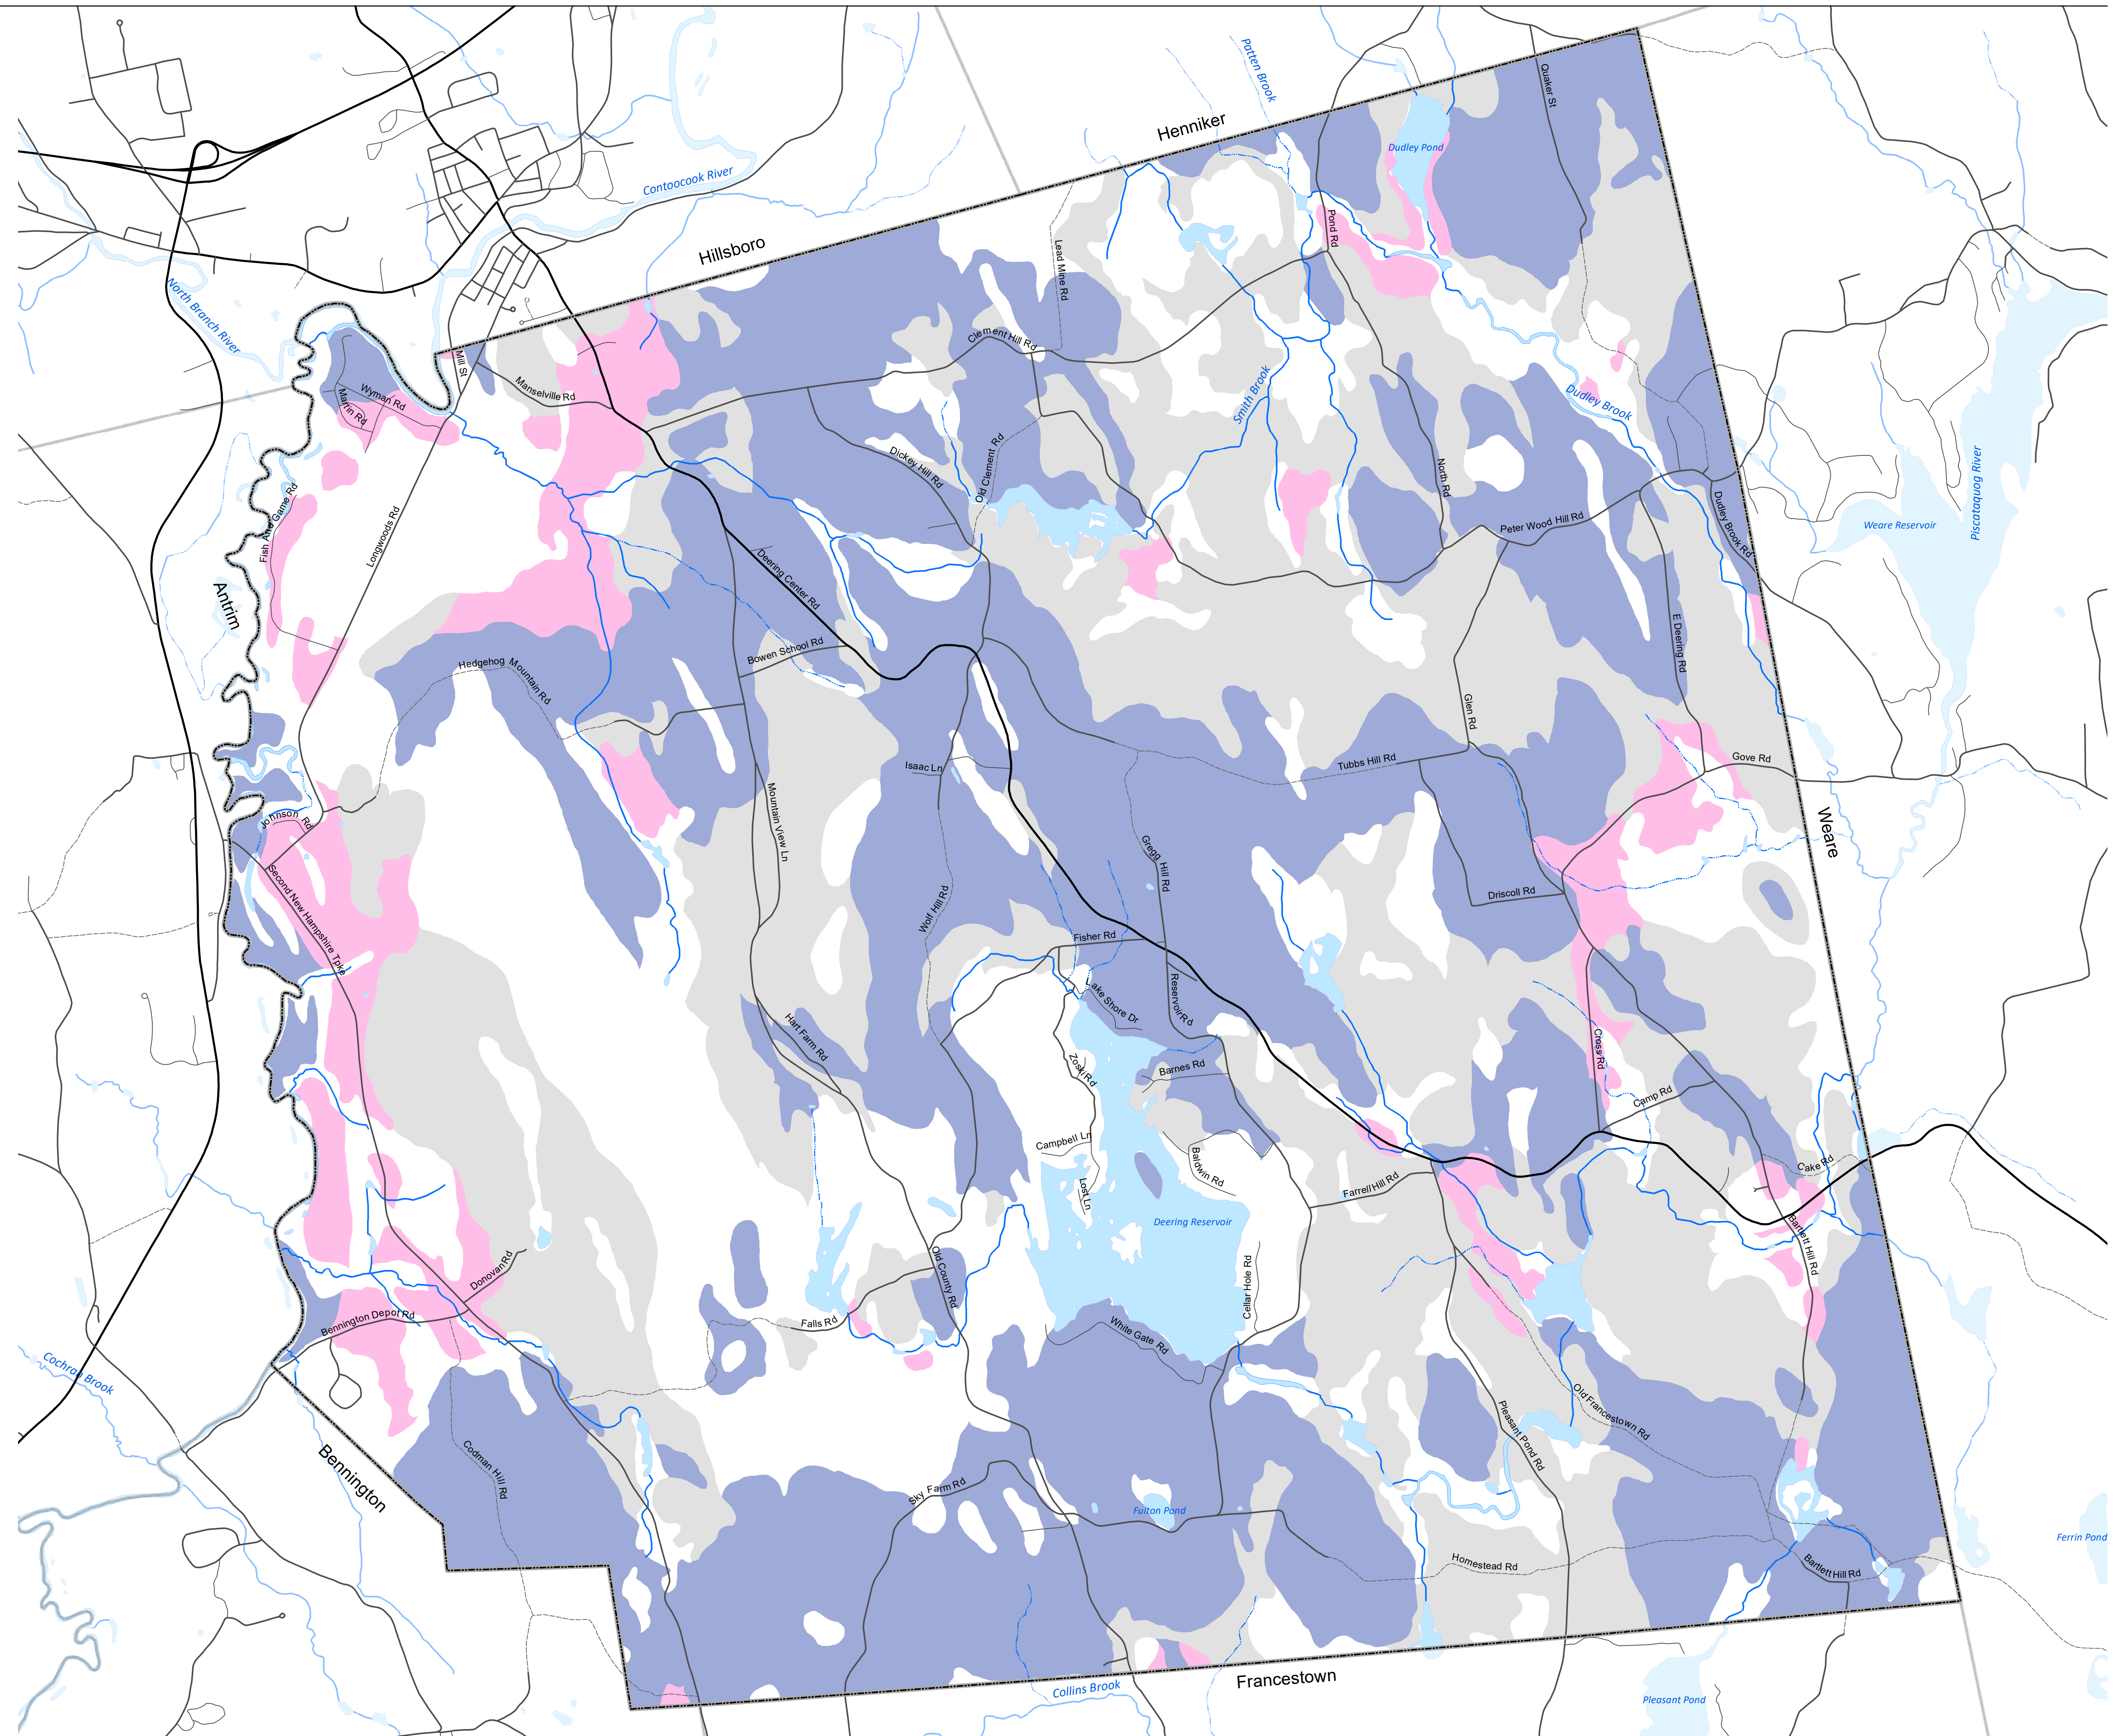 Patten Brook
Quaker St
Henniker
Dudley Pond
Contoocook River
Pond Rd
Hillsboro
Lead Mine Rd
North Branch River
Clement Hill Rd
Mill St
Manselville Rd
Wyman Rd
Martin Rd
Smith Brook
Dudley Brook
Dickey Hill Rd
Old Clement Rd
North Rd
Fish And Game Rd
Longwoods Rd
Peter Wood Hill Rd
Dudley Brook Rd
Weare Reservoir
Piscataquog River
Antrim
Deering Center Rd
Bowen School Rd
E Deering Rd
Hedgehog Mountain Rd
Glen Rd
Isaac Ln
Tubbs Hill Rd
Gove Rd
Johnson Rd
Mountain View Ln
Weare
Gregg Hill Rd
Second New Hampshire Tpke
Wolf Hill Rd
Driscoll Rd
Fisher Rd
Lake Shore Dr
Reservoir Rd
Hart Farm Rd
Zoski Rd
Barnes Rd
Cross Rd
Camp Rd
Campbell Ln
Baldwin Rd
Lost Ln
Farrell Hill Rd
Cake Rd
Deering Reservoir
Bartlett Hill Rd
Donovan Rd
Old County Rd
Cellar Hole Rd
Bennington Depot Rd
Falls Rd
White Gate Rd
Cochran Brook
Old Francestown Rd
Pleasant Pond Rd
Codman Hill Rd
Bennington
Sky Farm Rd
Fulton Pond
Ferrin Pond
Homestead Rd
Bartlett Hill Rd
Francestown
Collins Brook
Pleasant Pond